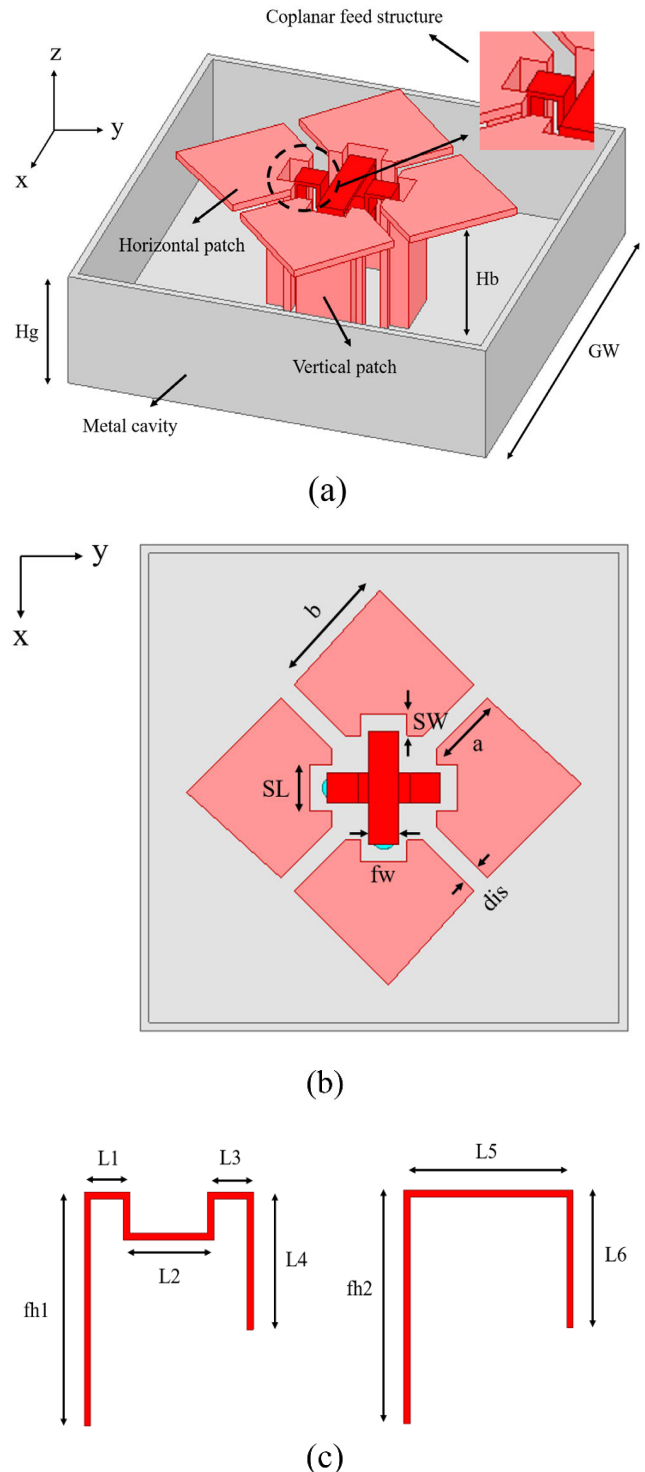 Coplanar feed structure
z
y
x
Horizontal patch
Hb
Hg
GW
Vertical patch
Metal cavity
(a)
y
x
b
SW
a
SL
fw
dis
(b)
L1
L3
L5
L4
L2
L6
fh1
fh2
(c)